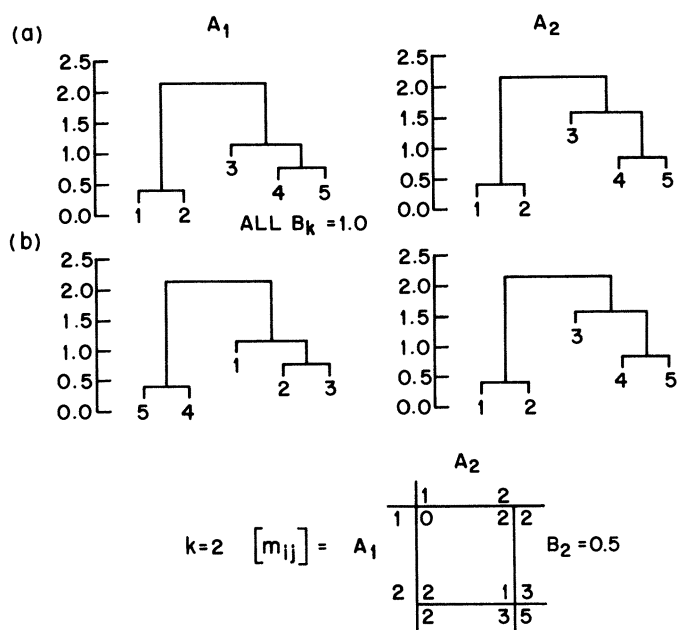 (a)
A1
A2
2.5 2.5
2.0 2.0
1.5 1.5
3
1.0 3 1.0
0.5 4 5 0.5 4 5
0.0 1 2 0.0 1 2
ALL Bk =1.0
(b)
2.5 2.5
2.0 2.0
1.5 1.5
3
1.0 1 1.0
0.5 2 3 0.5 4 5
0.0 5 4 0.0 1 2
A2
1 2
1 0 2 2
k=2 [mij] = A1 B2 =0.5
2 2 1 3
2 3 5